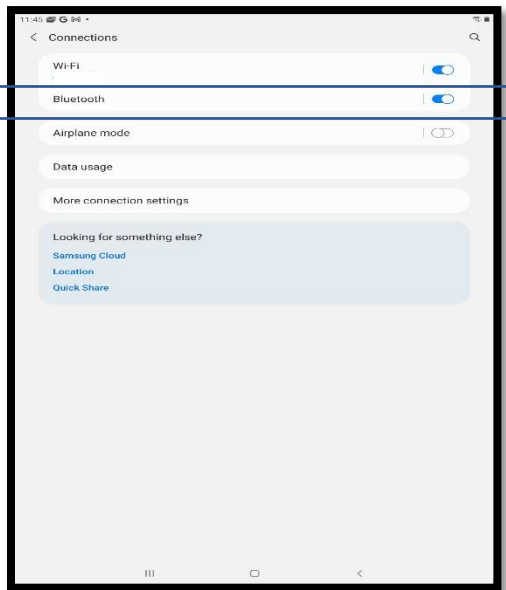 11:45 G M •
Connections
Wi-Fi
Bluetooth
Airplane mode
Data usage
More connection settings
Looking for something else?
Samsung Cloud
Location
Quick Share